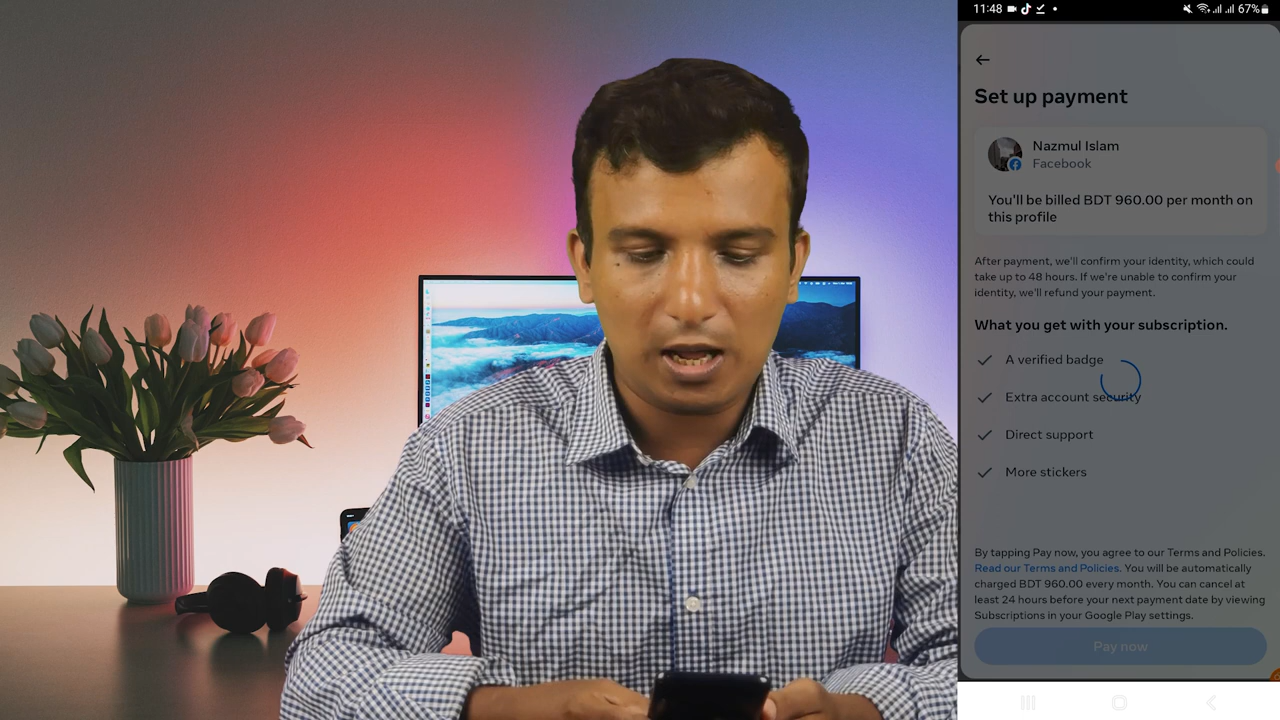 11:48
67%
Set up payment
Nazmul Islam
Facebook
You'll be billed BDT 960.00 per month on
this profile
After payment, we'll confirm your identity, which could
take up to 48 hours. If we're unable to confirm your
identity, we'll refund your payment.
What you get with your subscription.
A verified badge
Extra account security
Direct support
More stickers
By tapping Pay now, you agree to our Terms and Policies.
Read our Terms and Policies. You will be automatically
charged BDT 960.00 every month. You can cancel at
least 24 hours before your next payment date by viewing
Subscriptions in your Google Play settings.
Pay now